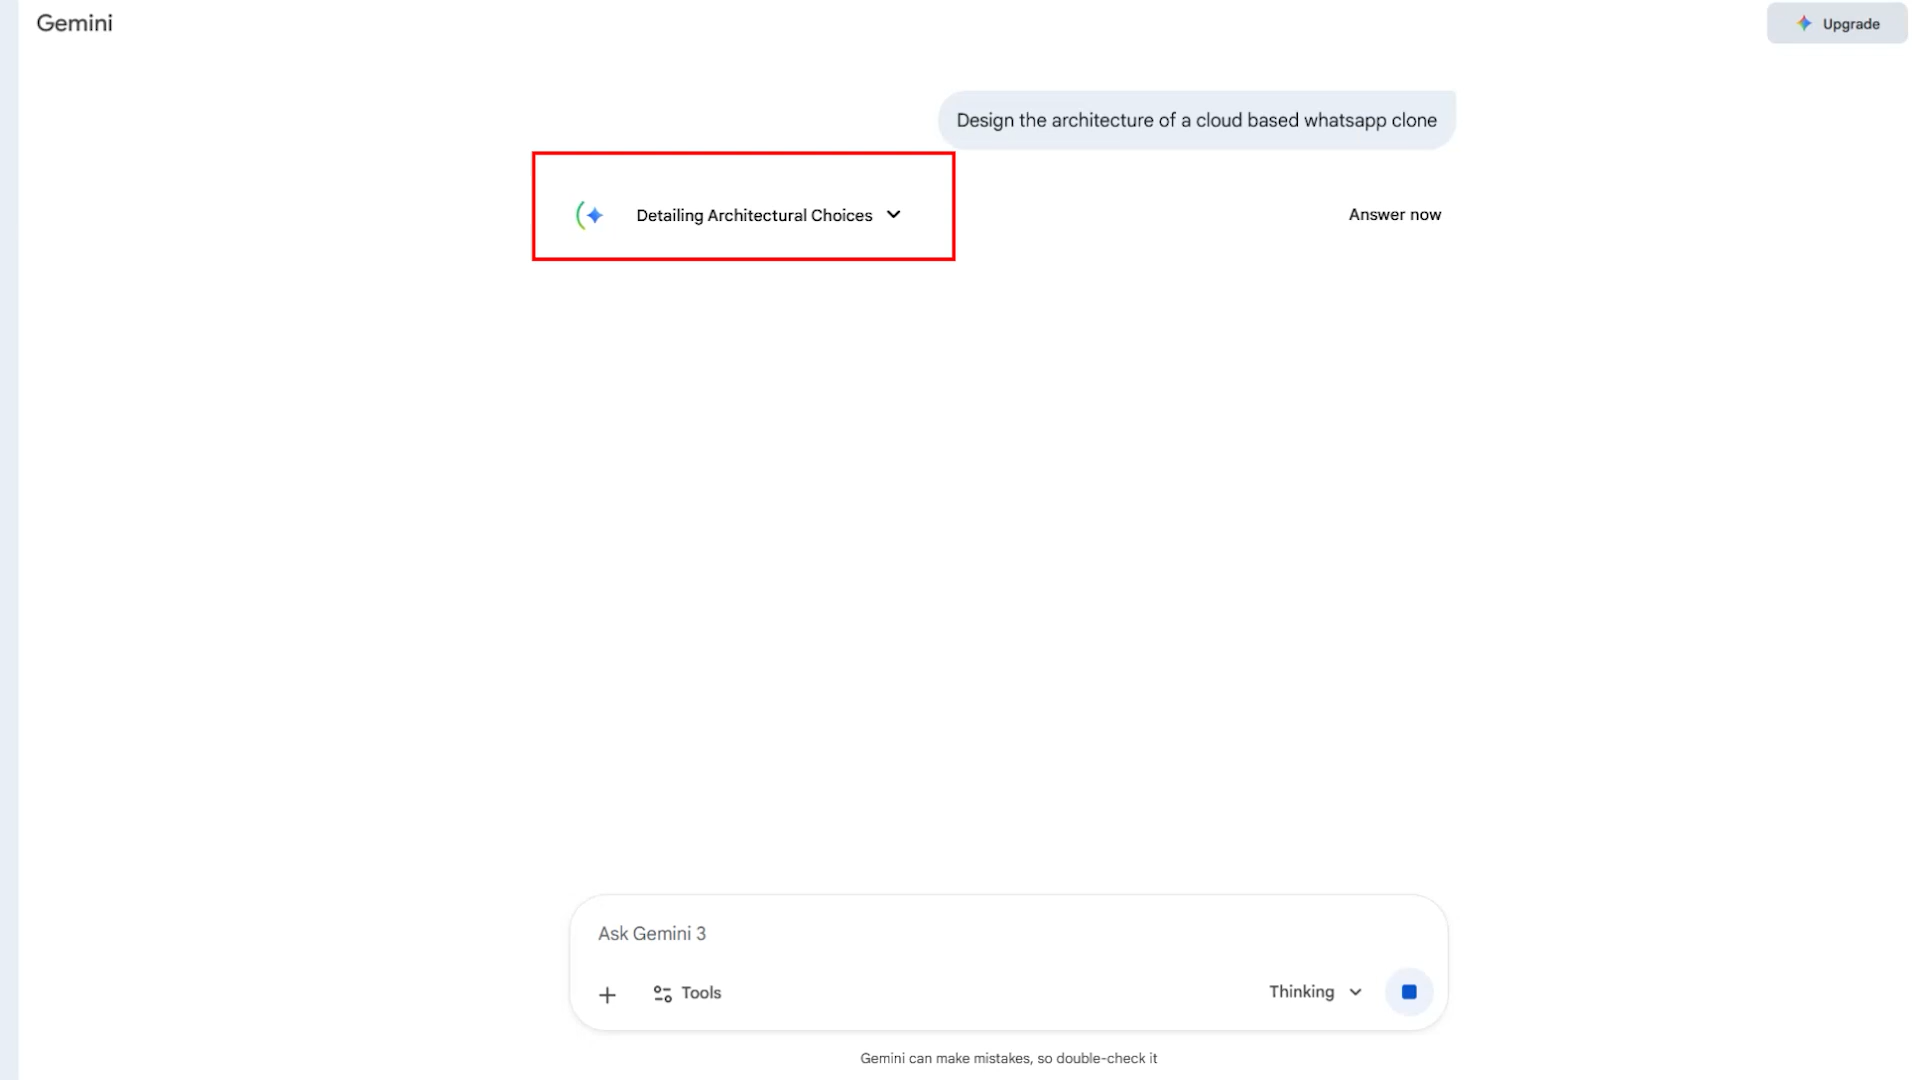 Gemini
Upgrade
Design the architecture of a cloud based whatsapp clone
Detailing Architectural Choices
Answer now
Ask Gemini 3
Tools
Thinking
Gemini can make mistakes, so double-check it